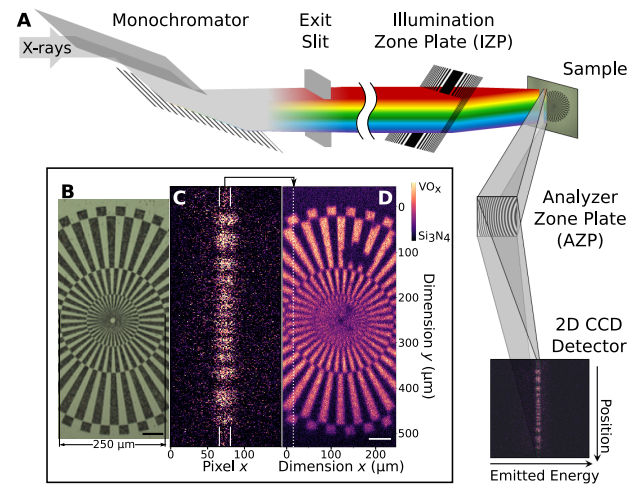 A
Monochromator
X-rays
Exit
Slit
Illumination
Zone Plate (IZP)
Sample
Analyzer
Zone Plate
(AZP)
2D CCD
Detector
Position
Emitted Energy
B
250 μm
C
0
50
100
Pixel x
D
VOx
Si3N4
0
100
200
300
400
500
Dimension y (μm)
0
100
200
Dimension x (μm)